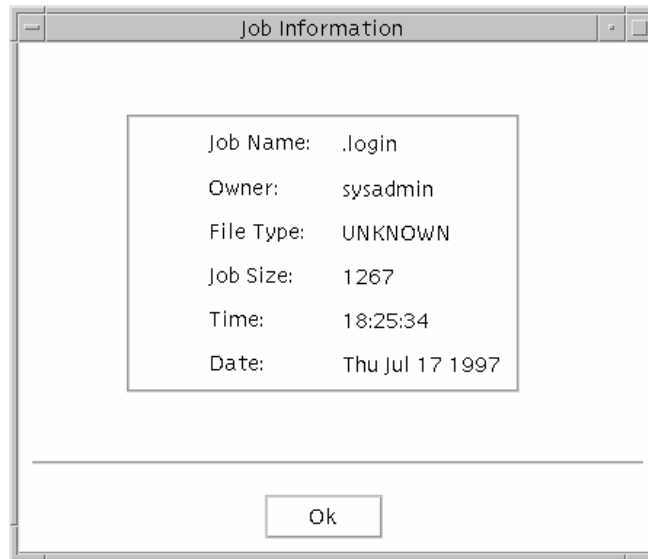 Job Information
Job Name: .login
Owner: sysadmin
File Type: UNKNOWN
Job Size: 1267
Time: 18:25:34
Date: Thu Jul 17 1997
Ok